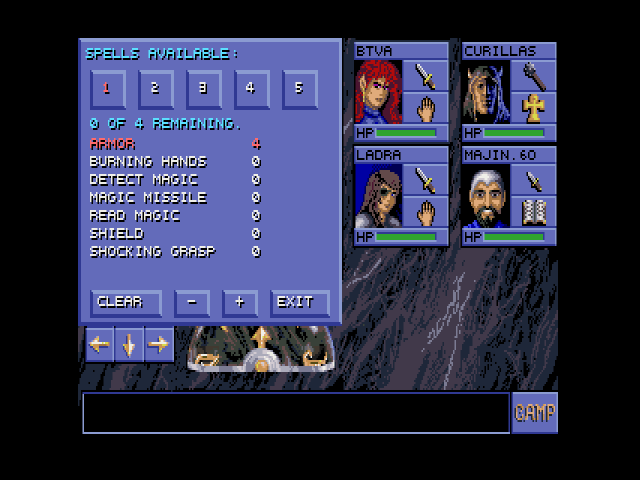 SPELLS AVAILABLE:
1 2 3 4 5
0 OF 4 REMAINING.
ARMOR 4
BURNING HANDS 0
DETECT MAGIC 0
MAGIC MISSILE 0
READ MAGIC 0
SHIELD 0
SHOCKING GRASP 0
CLEAR - + EXIT
BTVA CURILLAS
HP HP
LADRA MAJIN.60
HP HP
CAMP